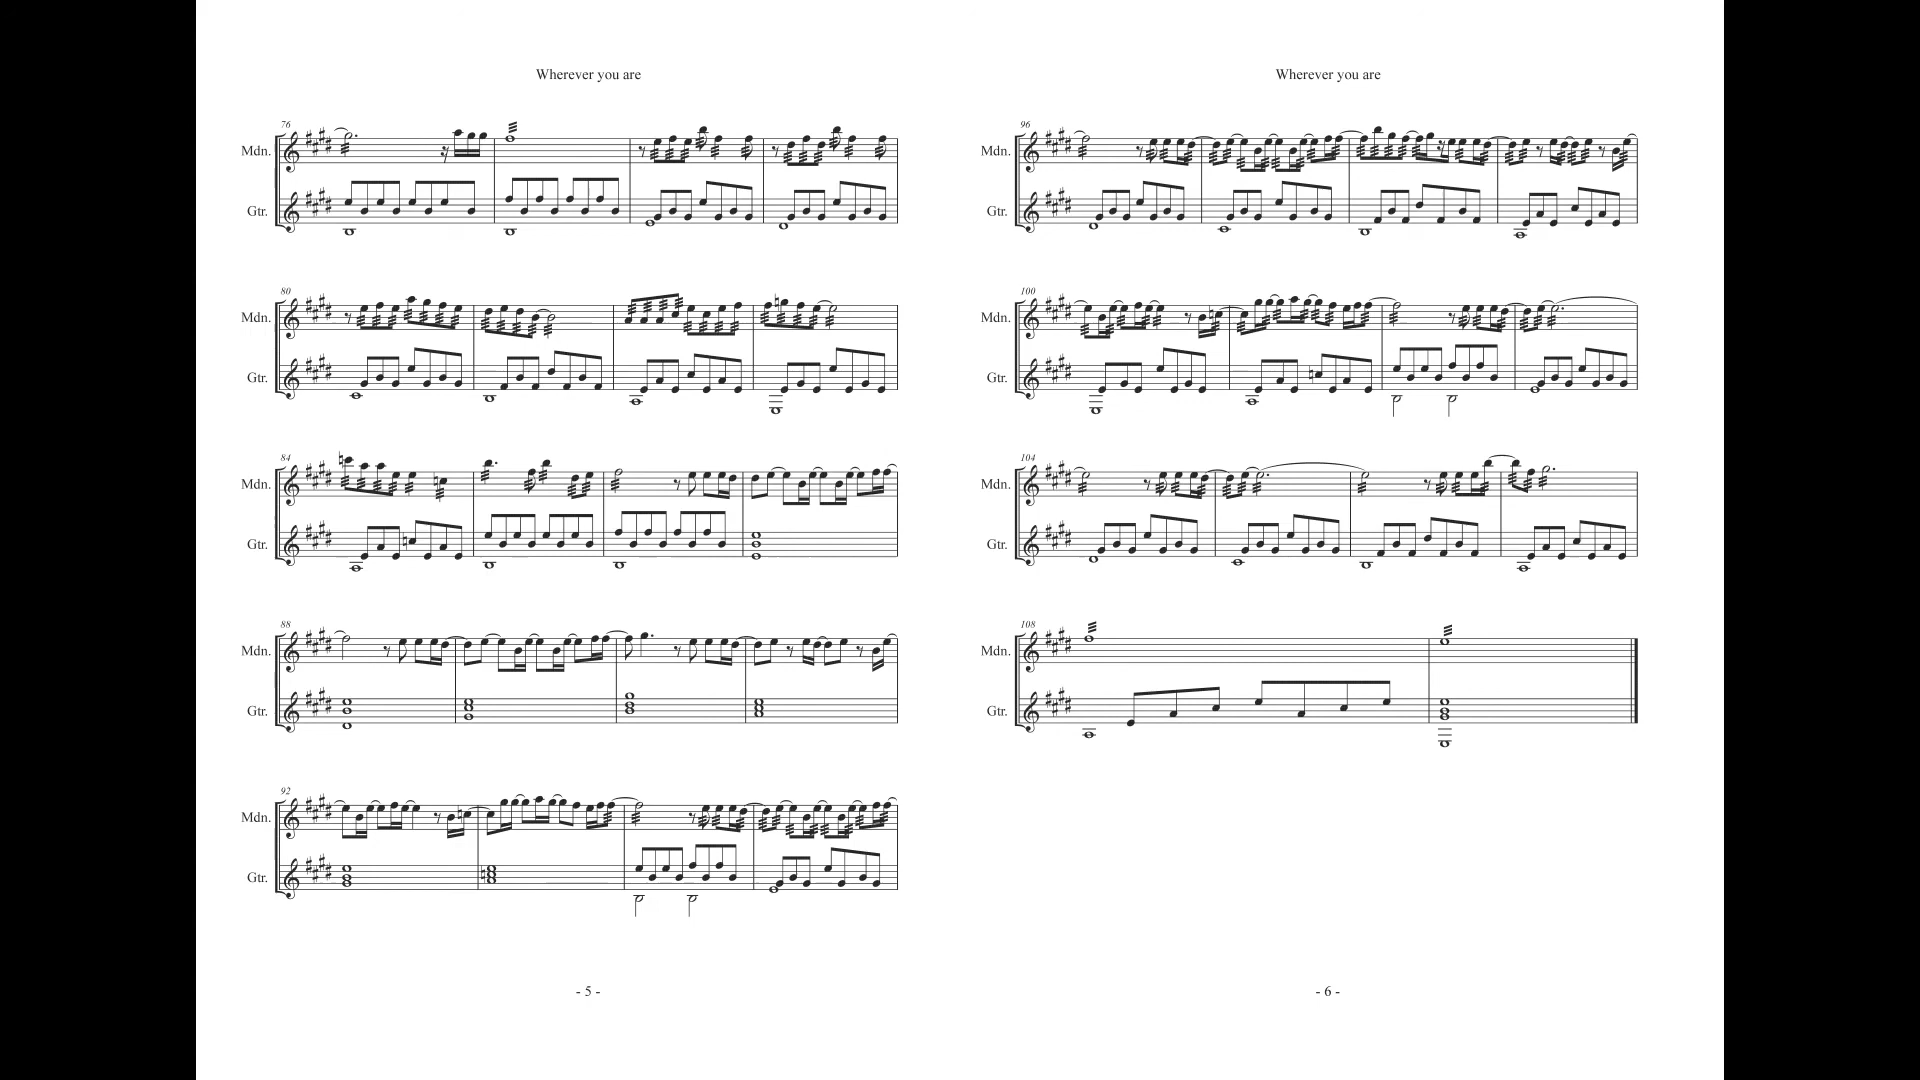 Wherever you are
76
Mdn.
Gtr.
80
Mdn.
Gtr.
84
Mdn.
Gtr.
88
Mdn.
Gtr.
92
Mdn.
Gtr.
- 5 -
Wherever you are
96
Mdn.
Gtr.
100
Mdn.
Gtr.
104
Mdn.
Gtr.
108
Mdn.
Gtr.
- 6 -